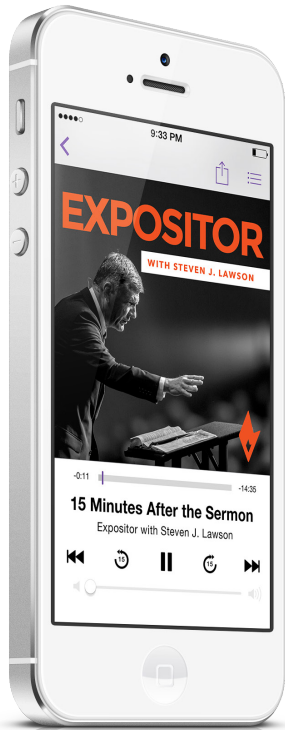 9:33 PM
EXPOSITOR
WITH STEVEN J. LAWSON
-0:11
-14:35
15 Minutes After the Sermon
Expositor with Steven J. Lawson
15
15